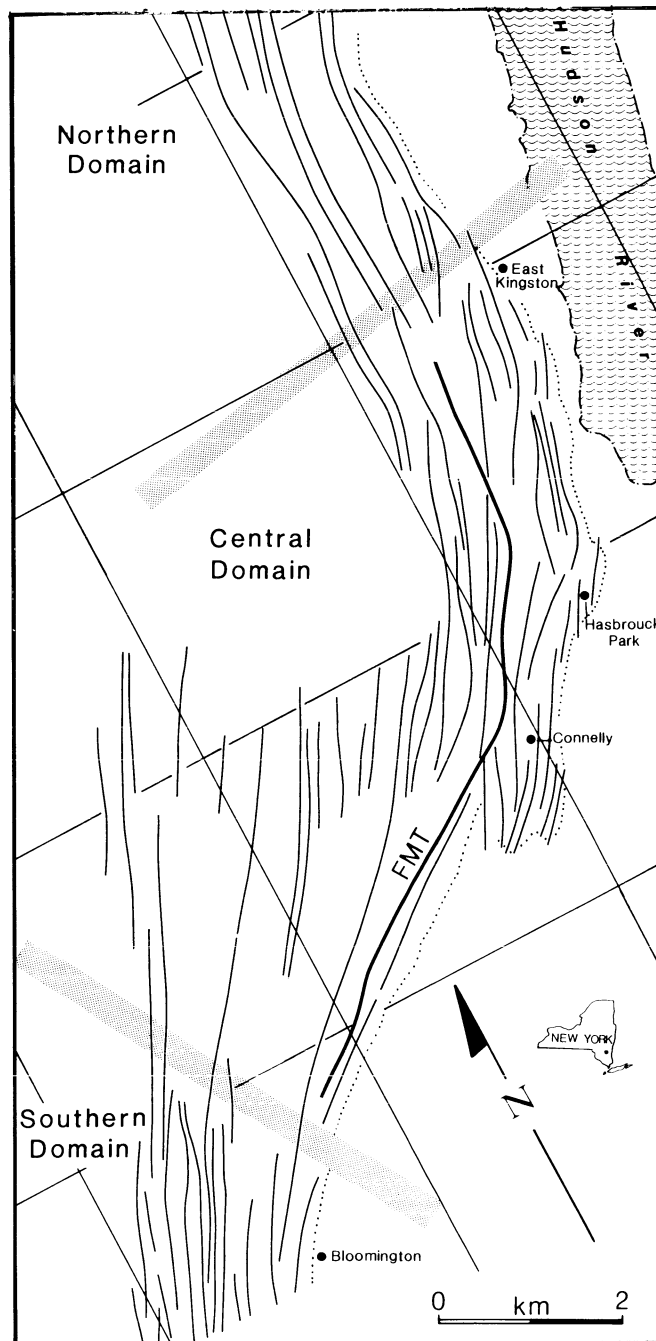 Hudson
River
Northern
Domain
East
Kingston
Central
Domain
Hasbrouck
Park
Connelly
FMT
NEW YORK
N
Southern
Domain
Bloomington
0 km 2